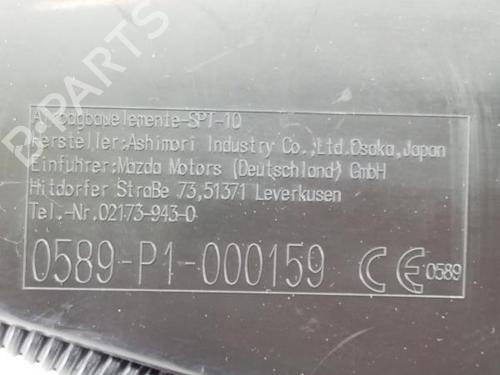 B-PARTS
Airbagbauelemente-SPT-10
Hersteller:Ashimori Industry Co.,Ltd.Osaka,Japan
Einführer:Mazda Motors (Deutschland) GmbH
Hitdorfer Straße 73,51371 Leverkusen
Tel.-Nr.02173-943-0
0589-P1-000159 CE 0589